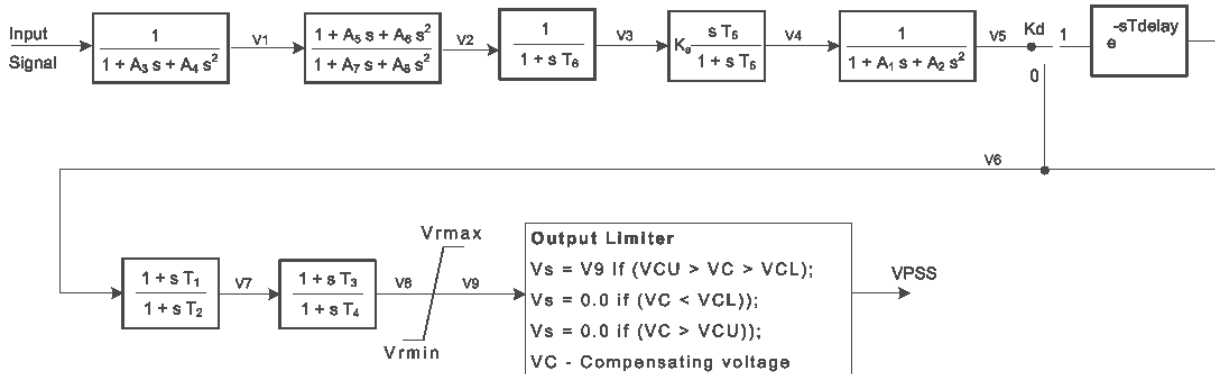 Input
Signal
1
1 + A₃ s + A₄ s²
V1
1 + A₅ s + A₆ s²
1 + A₇ s + A₈ s²
V2
1
1 + s T₆
V3
Kₛ
s T₅
1 + s T₅
V4
1
1 + A₁ s + A₂ s²
V5
Kd
1
0
e
-sTdelay
V6
1 + s T₁
1 + s T₂
V7
1 + s T₃
1 + s T₄
V8
Vrmax
Vrmin
V9
Output Limiter
Vs = V9 If (VCU > VC > VCL);
Vs = 0.0 if (VC < VCL));
Vs = 0.0 if (VC > VCU));
VC - Compensating voltage
VPSS